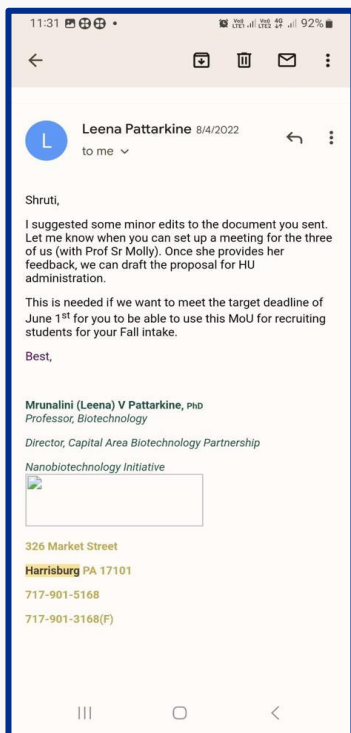 11:31
92%
Leena Pattarkine 8/4/2022
to me
L
Shruti,
I suggested some minor edits to the document you sent.
Let me know when you can set up a meeting for the three
of us (with Prof Sr Molly). Once she provides her
feedback, we can draft the proposal for HU
administration.
This is needed if we want to meet the target deadline of
June 1st for you to be able to use this MoU for recruiting
students for your Fall intake.
Best,
Mrunalini (Leena) V Pattarkine, PhD
Professor, Biotechnology
Director, Capital Area Biotechnology Partnership
Nanobiotechnology Initiative
326 Market Street
Harrisburg PA 17101
717-901-5168
717-901-3168(F)